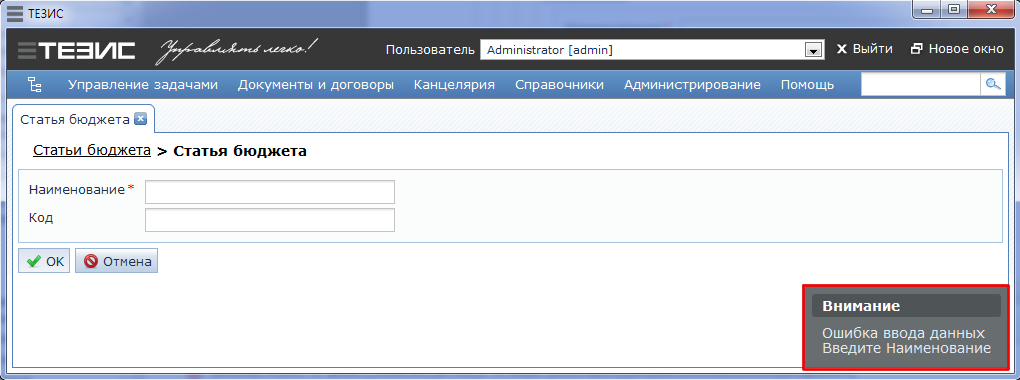 ТЕЗИС
ТЕЗИС Управлять легко! Пользователь Administrator [admin] Выйти Новое окно
Управление задачами Документы и договоры Канцелярия Справочники Администрирование Помощь
Статья бюджета
Статьи бюджета > Статья бюджета
Наименование*
Код
OK Отмена
Внимание
Ошибка ввода данных
Введите Наименование